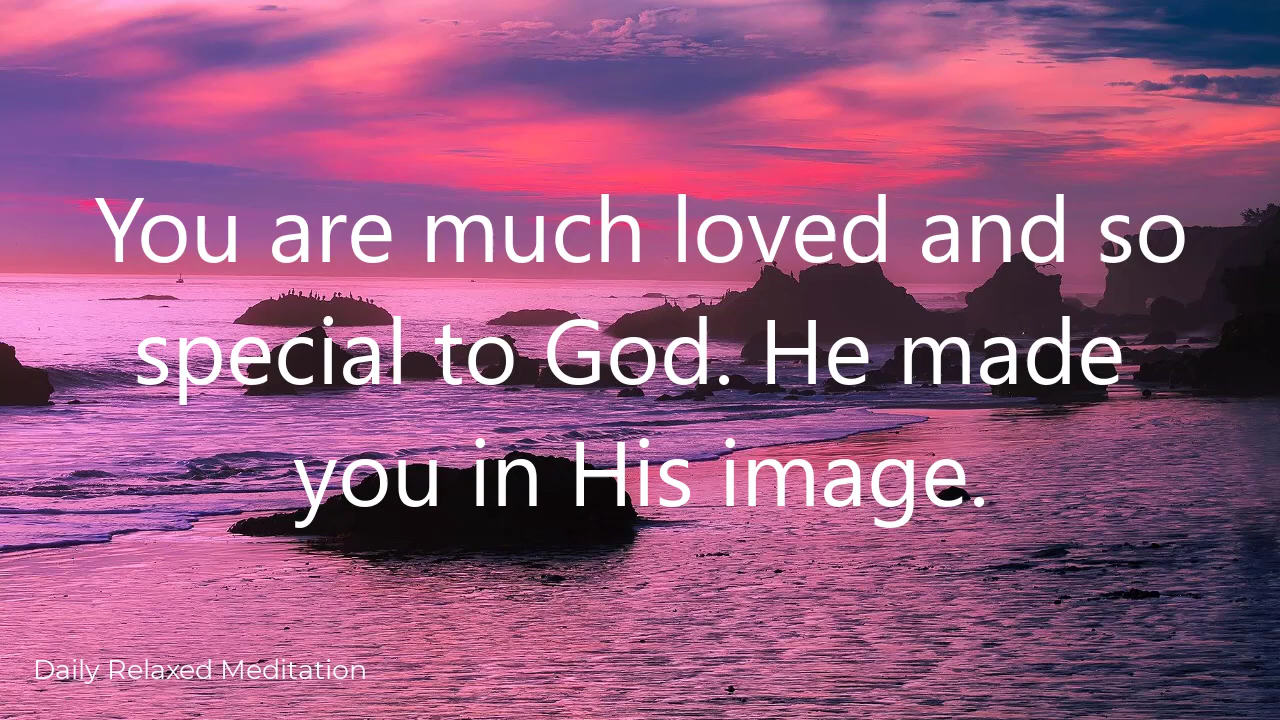 You are much loved and so
special to God. He made
you in His image.
Daily Relaxed Meditation